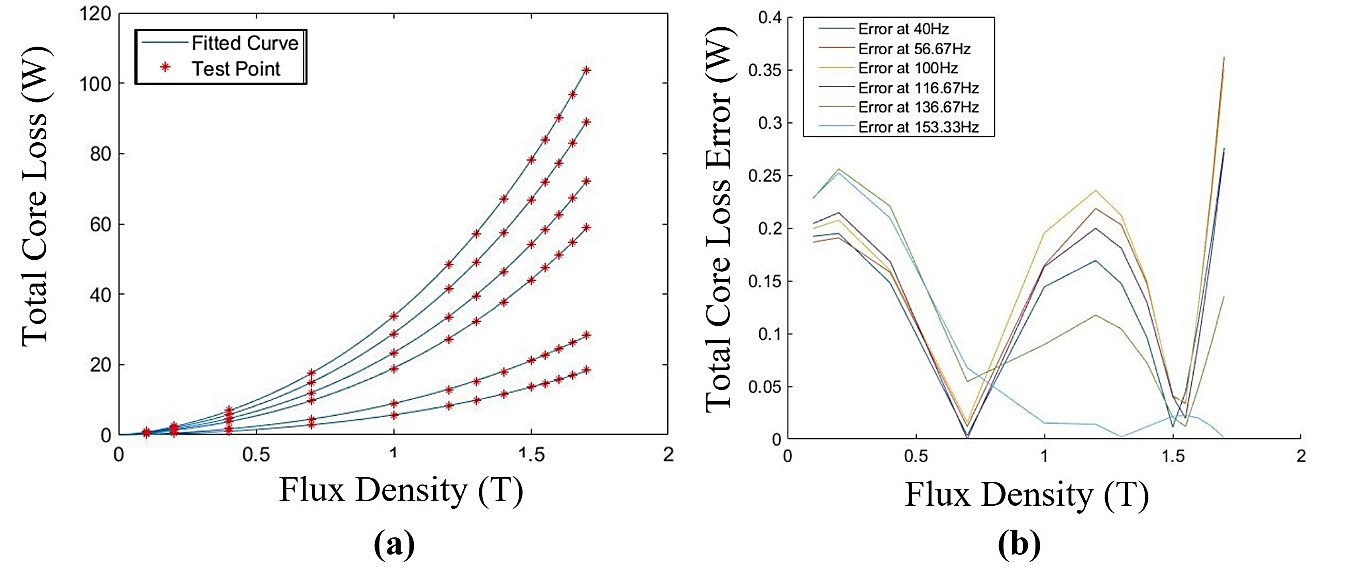 120
100
80
60
40
20
0
Total Core Loss (W)
Fitted Curve
Test Point
0 0.5 1 1.5 2
Flux Density (T)
(a)
0.4
0.35
0.3
0.25
0.2
0.15
0.1
0.05
0
Total Core Loss Error (W)
Error at 40Hz
Error at 56.67Hz
Error at 100Hz
Error at 116.67Hz
Error at 136.67Hz
Error at 153.33Hz
0 0.5 1 1.5 2
Flux Density (T)
(b)